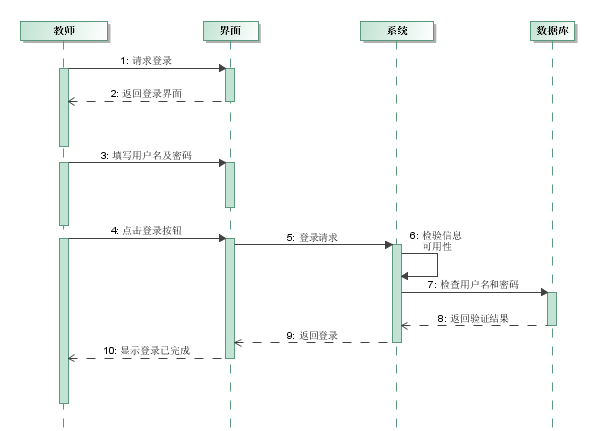 教师
界面
系统
数据库
1: 请求登录
2: 返回登录界面
3: 填写用户名及密码
4: 点击登录按钮
5: 登录请求
6: 检验信息
可用性
7: 检查用户名和密码
8: 返回验证结果
9: 返回登录
10: 显示登录已完成